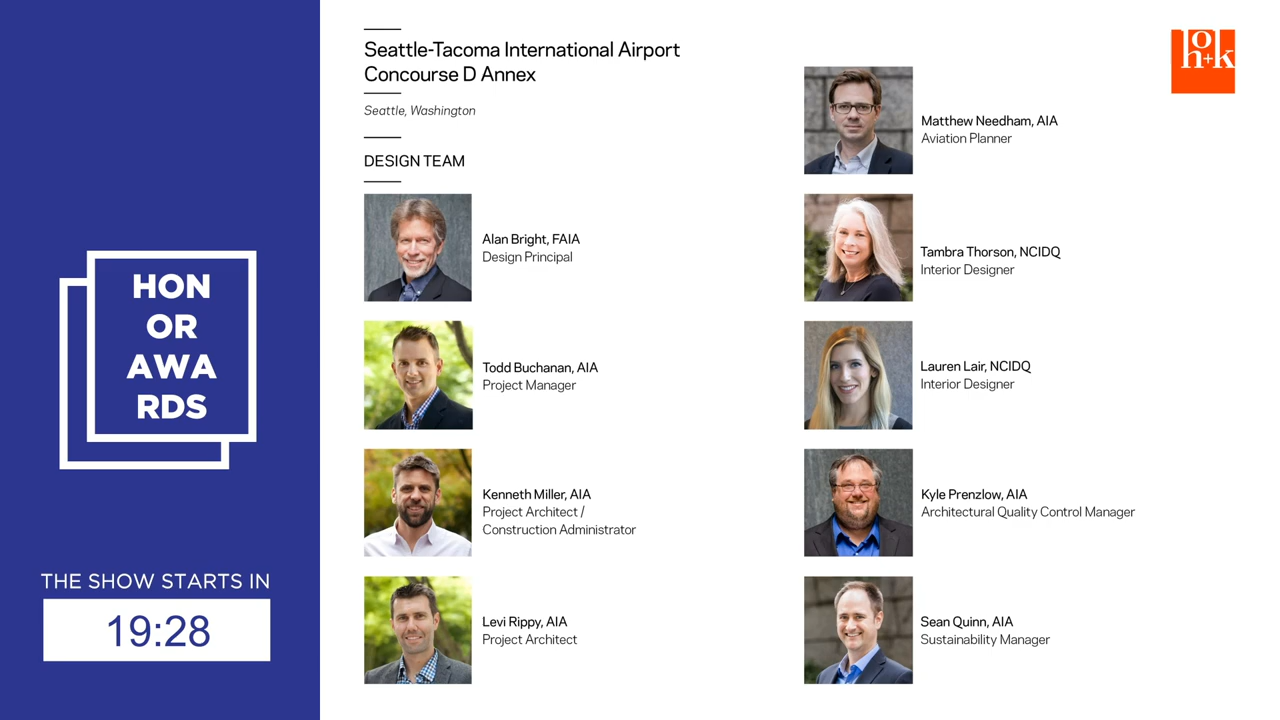 HON
OR
AWA
RDS
THE SHOW STARTS IN
19:28
Seattle-Tacoma International Airport
Concourse D Annex
Seattle, Washington
DESIGN TEAM
Alan Bright, FAIA
Design Principal
Todd Buchanan, AIA
Project Manager
Kenneth Miller, AIA
Project Architect /
Construction Administrator
Levi Rippy, AIA
Project Architect
Matthew Needham, AIA
Aviation Planner
Tambra Thorson, NCIDQ
Interior Designer
Lauren Lair, NCIDQ
Interior Designer
Kyle Prenzlow, AIA
Architectural Quality Control Manager
Sean Quinn, AIA
Sustainability Manager
o
h+k